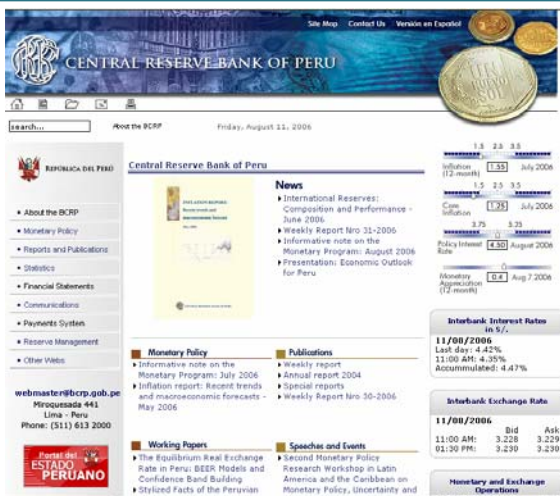 Site Map Contact Us Versión en Español
CENTRAL RESERVE BANK OF PERU
search...
About the BCRP
Friday, August 11, 2006
REPÚBLICA DEL PERÚ
• About the BCRP
• Monetary Policy
• Reports and Publications
• Statistics
• Financial Statements
• Communications
• Payments System
• Reserve Management
• Other Webs
webmaster@bcrp.gob.pe
Miroquesada 441
Lima - Peru
Phone: (511) 613 2000
Portal del
ESTADO
PERUANO
Central Reserve Bank of Peru
INFLATION REPORT:
Recent trends and
macroeconomic forecasts
News
International Reserves:
Composition and Performance -
June 2006
Weekly Report Nro 31-2006
Informative note on the
Monetary Program: August 2006
Presentation: Economic Outlook
for Peru
Monetary Policy
Informative note on the
Monetary Program: July 2006
Inflation report: Recent trends
and macroeconomic forecasts -
May 2006
Publications
Weekly report
Annual report 2004
Special reports
Weekly Report Nro 30-2006
Working Papers
The Equilibrium Real Exchange
Rate in Peru: BEER Models and
Confidence Band Building
Stylized Facts of the Peruvian
Speeches and Events
Second Monetary Policy
Research Workshop in Latin
America and the Caribbean on
Monetary Policy, Uncertainty and
1.5 2.5 3.5
Inflation
(12-month)
1.55 July 2006
1.5 2.5 3.5
Core
Inflation
1.25 July 2006
3.75 5.25
Policy Interest
Rate
4.50 August 2006
Monetary
Appreciation
(12-month)
0.4 Aug 7 2006
Interbank Interest Rates
in S/.
11/08/2006
Last day: 4.42%
11:00 AM: 4.35%
Accummulated: 4.47%
Interbank Exchange Rate
11/08/2006
Bid Ask
11:00 AM: 3.228 3.229
01:30 PM: 3.230 3.230
Monetary and Exchange
Operations